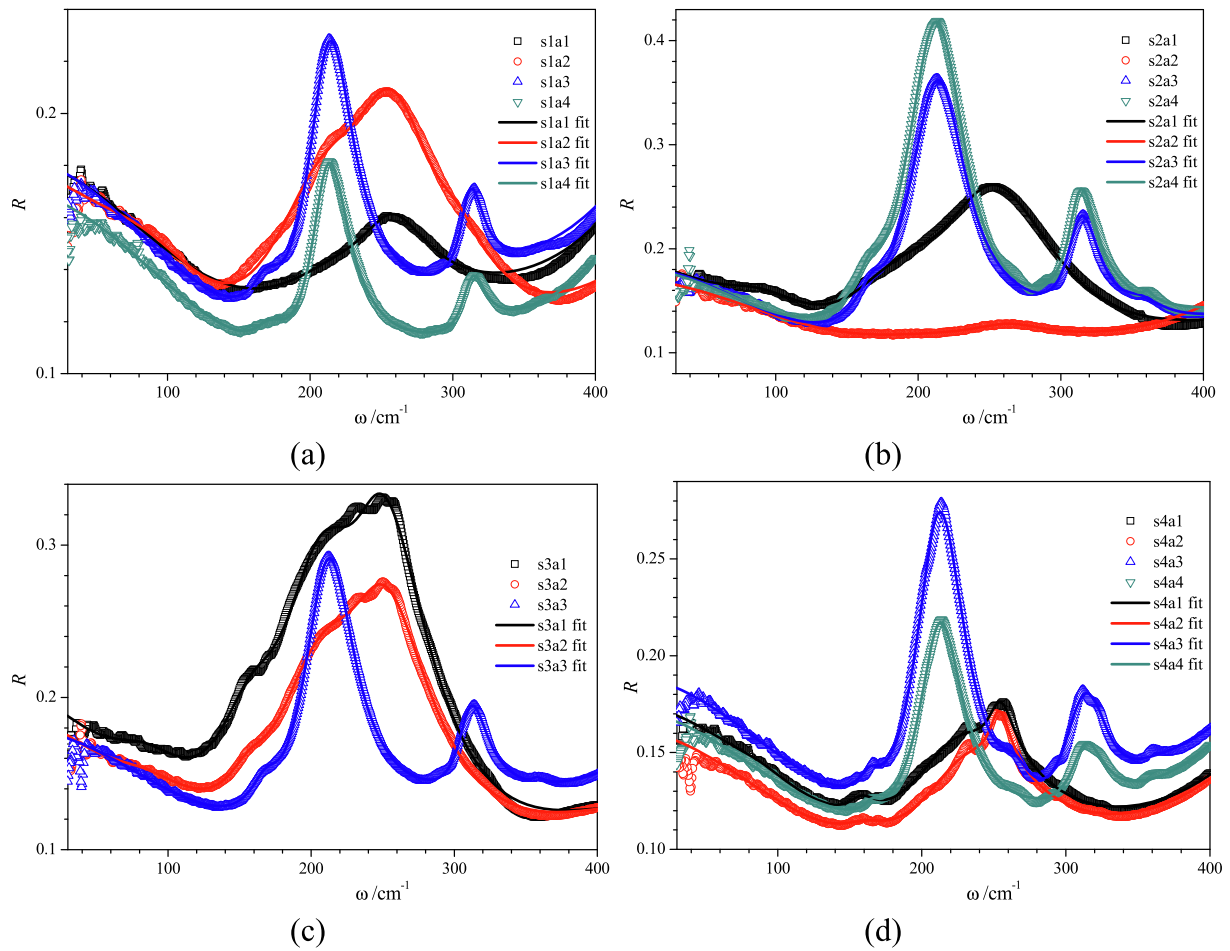 s1a1
s1a2
s1a3
s1a4
s1a1 fit
s1a2 fit
s1a3 fit
s1a4 fit
0.2
0.1
R
100
200
300
400
ω /cm-1
(a)
s2a1
s2a2
s2a3
s2a4
s2a1 fit
s2a2 fit
s2a3 fit
s2a4 fit
0.4
0.3
0.2
0.1
R
100
200
300
400
ω /cm-1
(b)
s3a1
s3a2
s3a3
s3a1 fit
s3a2 fit
s3a3 fit
0.3
0.2
0.1
R
100
200
300
400
ω /cm-1
(c)
s4a1
s4a2
s4a3
s4a4
s4a1 fit
s4a2 fit
s4a3 fit
s4a4 fit
0.25
0.20
0.15
0.10
R
100
200
300
400
ω /cm-1
(d)